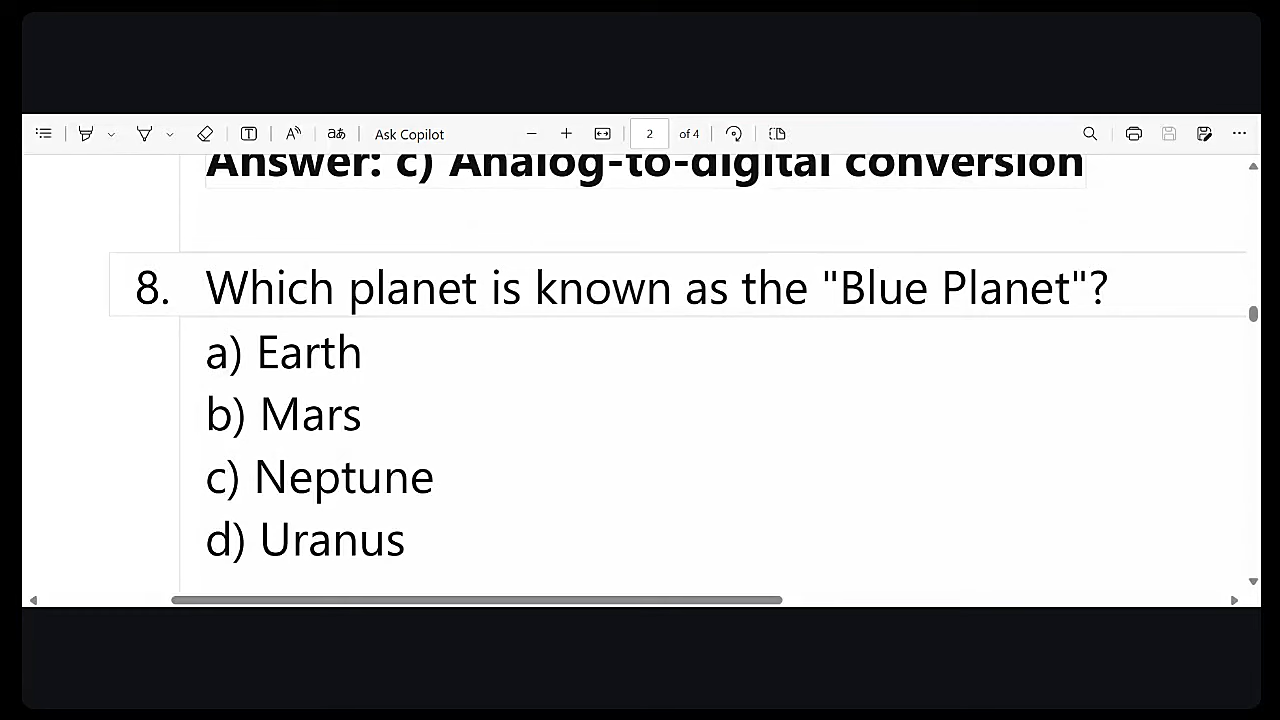 Ask Copilot
2 of 4
Answer: c) Analog-to-digital conversion
8. Which planet is known as the "Blue Planet"?
a) Earth
b) Mars
c) Neptune
d) Uranus